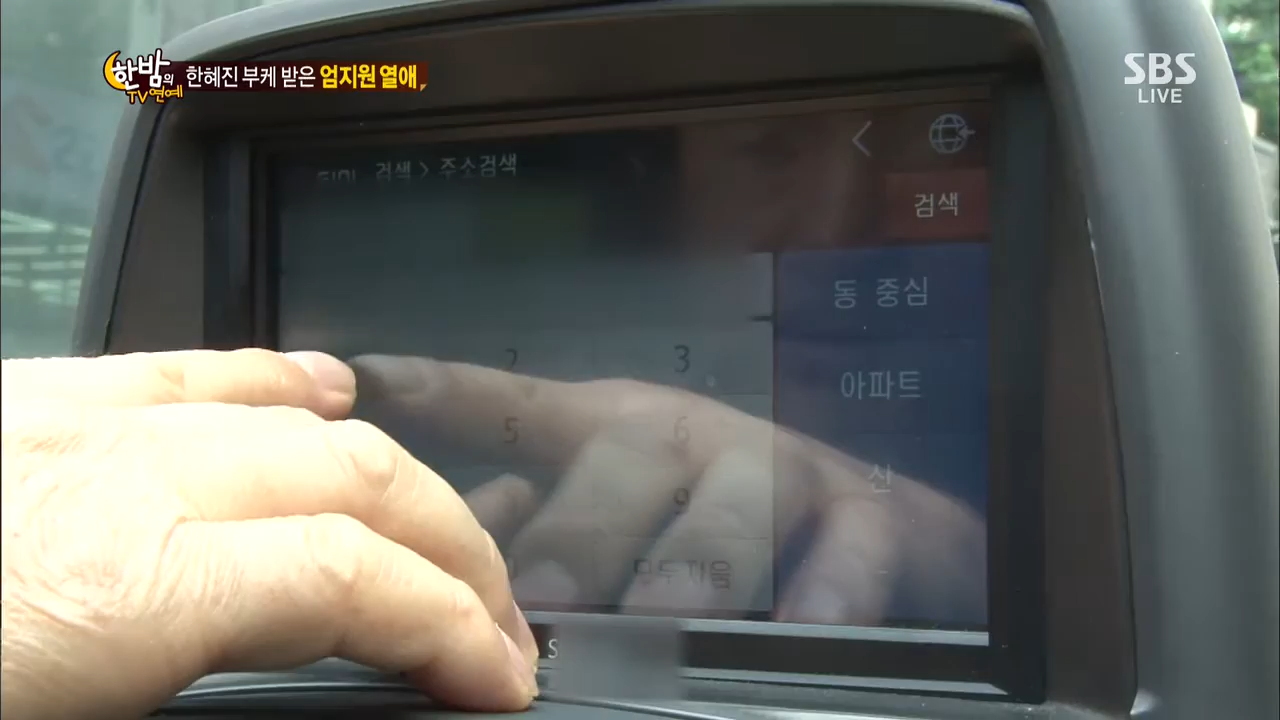 한밤의
TV연예
한혜진 부케 받은 엄지원 열애
SBS
LIVE
검색 > 주소검색
검색
동 중심
2 3
아파트
5 6
산
9
모두지움
S